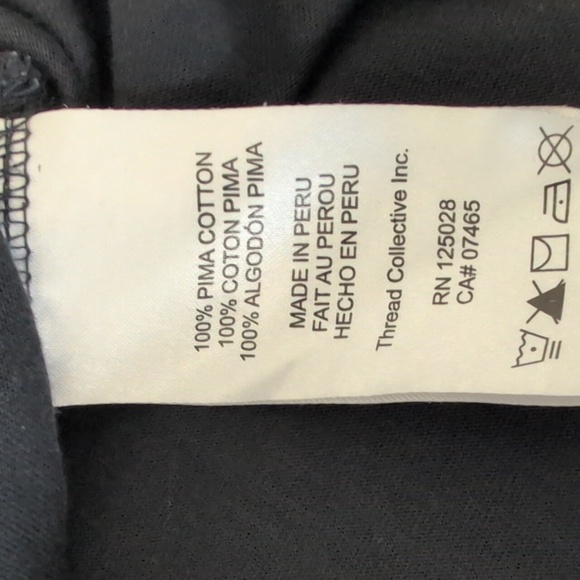 100% PIMA COTTON
100% COTON PIMA
100% ALGODÓN PIMA
MADE IN PERU
FAIT AU PEROU
HECHO EN PERU
Thread Collective Inc.
RN 125028
CA# 07465